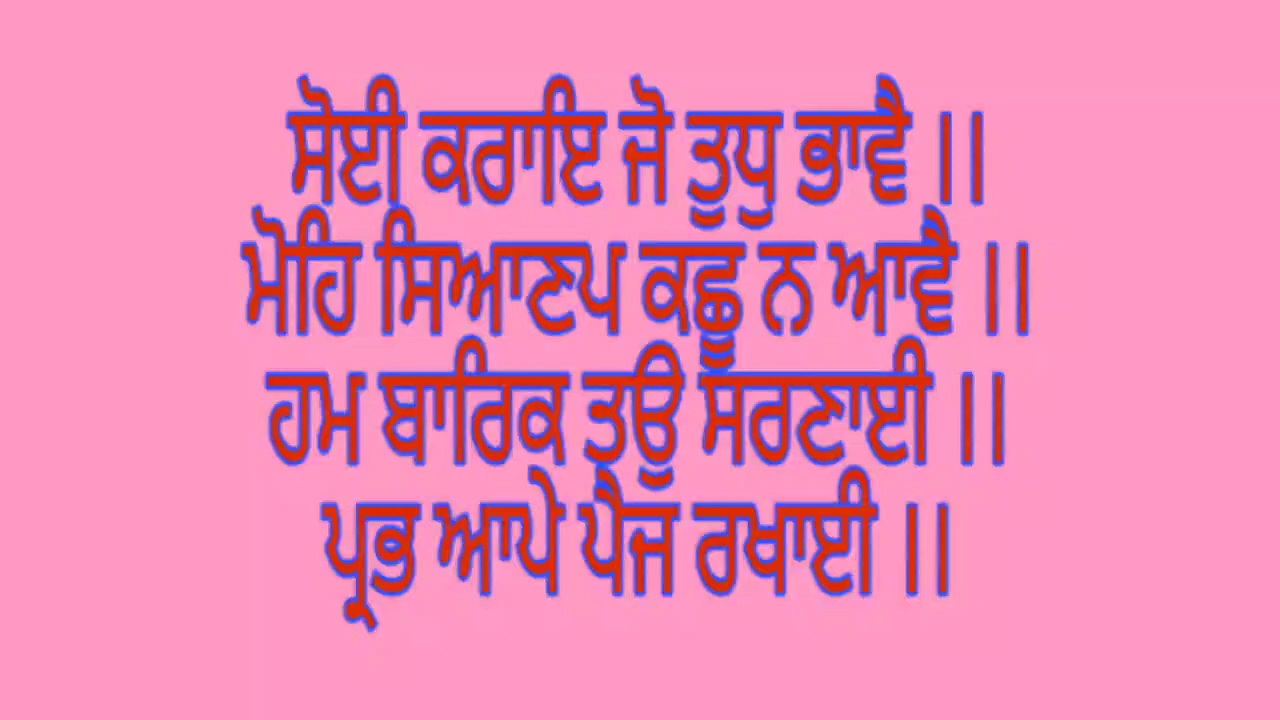 ਸੋਈ ਕਰਾਇ ਜੋ ਤੁਧੁ ਭਾਵੈ ।।
ਮੋਹਿ ਸਿਆਣਪ ਕਛੂ ਨ ਆਵੈ ।।
ਹਮ ਬਾਰਿਕ ਤਉ ਸਰਣਾਈ ।।
ਪ੍ਰਭ ਆਪੇ ਪੈਜ ਰਖਾਈ ।।